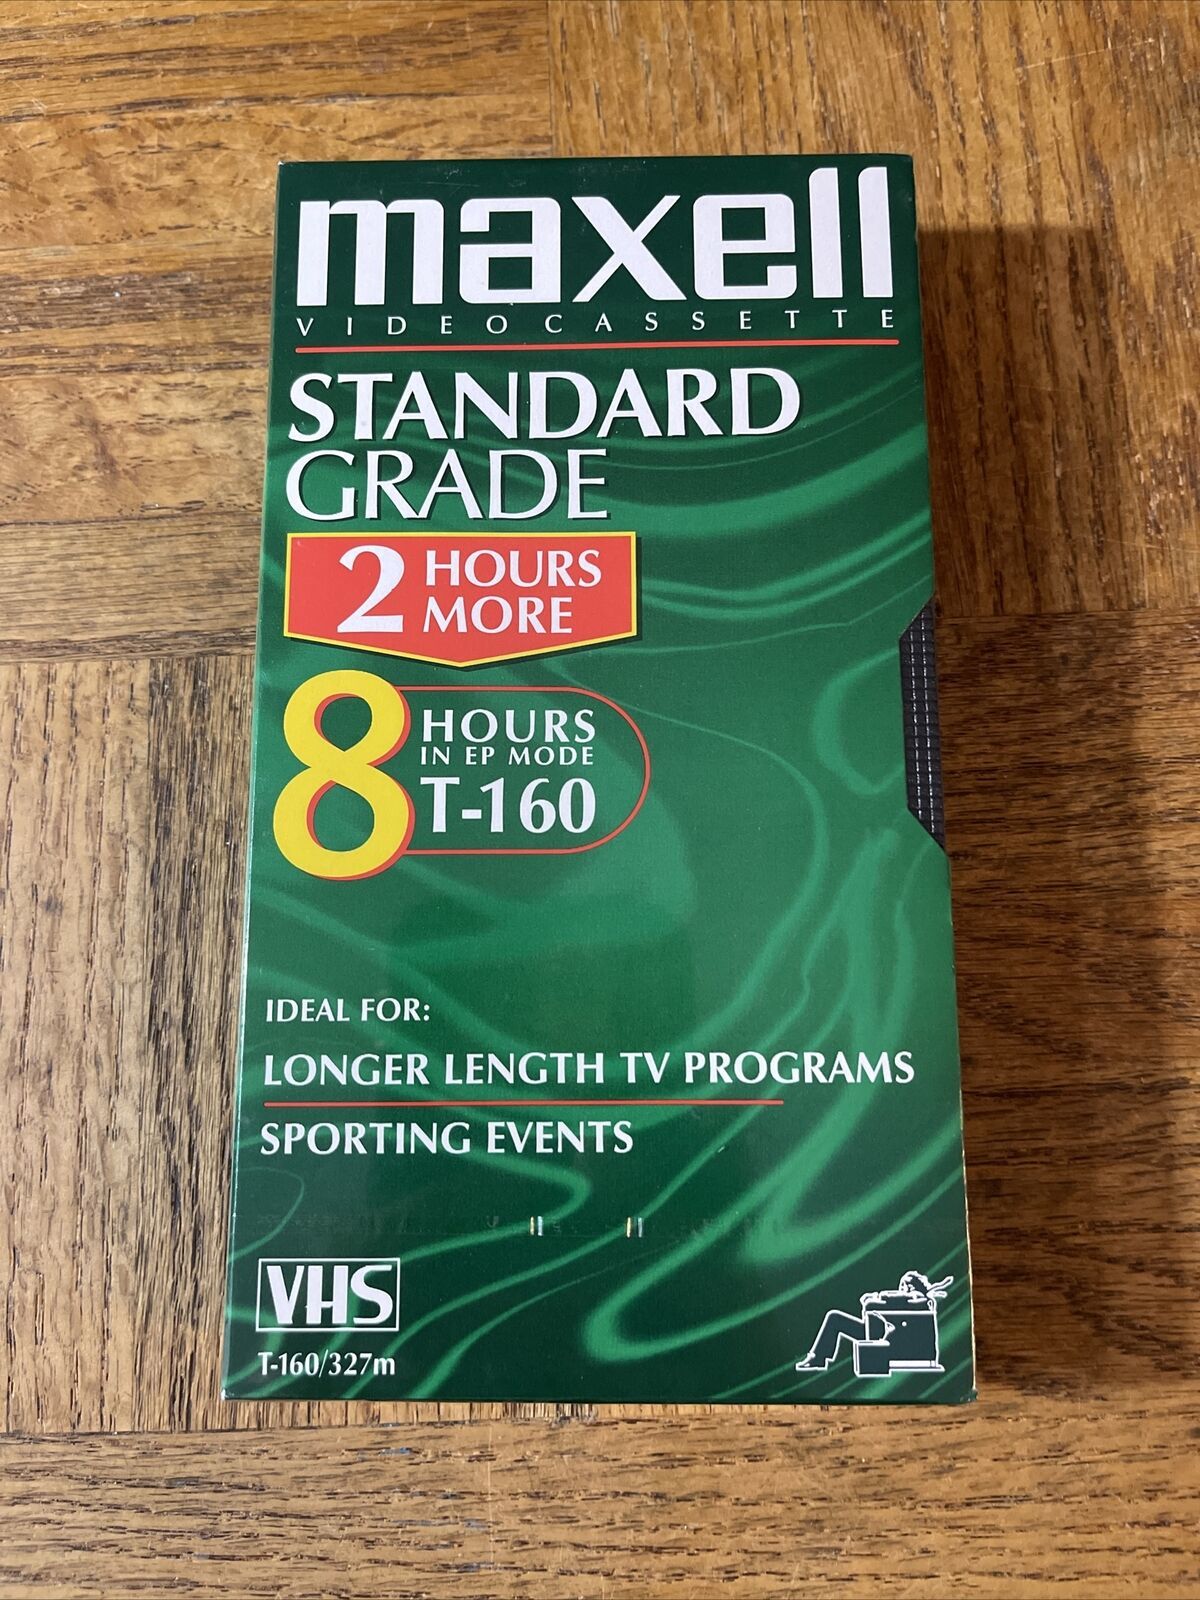 maxell
VIDEOCASSETTE
STANDARD
GRADE
2 HOURS
MORE
8 HOURS
IN EP MODE
T-160
IDEAL FOR:
LONGER LENGTH TV PROGRAMS
SPORTING EVENTS
VHS
T-160/327m